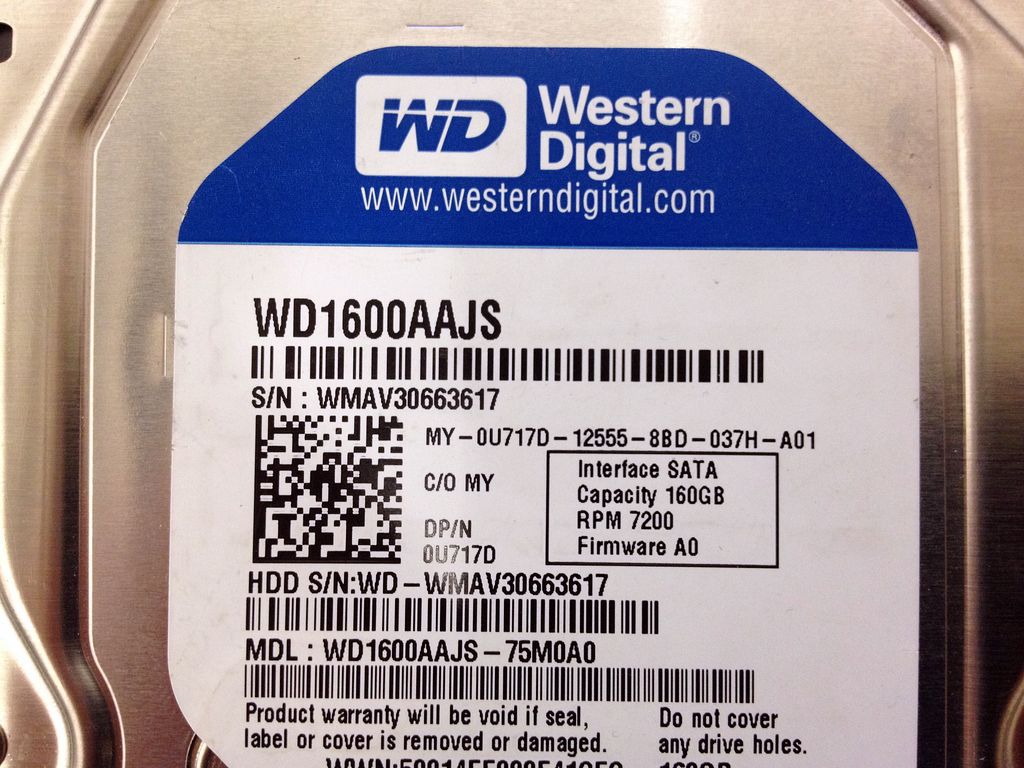 WD Western
Digital®
www.westerndigital.com
WD1600AAJS
S/N : WMAV30663617
MY-0U717D-12555-8BD-037H-A01
C/O MY
DP/N
0U717D
Interface SATA
Capacity 160GB
RPM 7200
Firmware A0
HDD S/N:WD-WMAV30663617
MDL : WD1600AAJS-75M0A0
Product warranty will be void if seal,
label or cover is removed or damaged.
Do not cover
any drive holes.
160GB